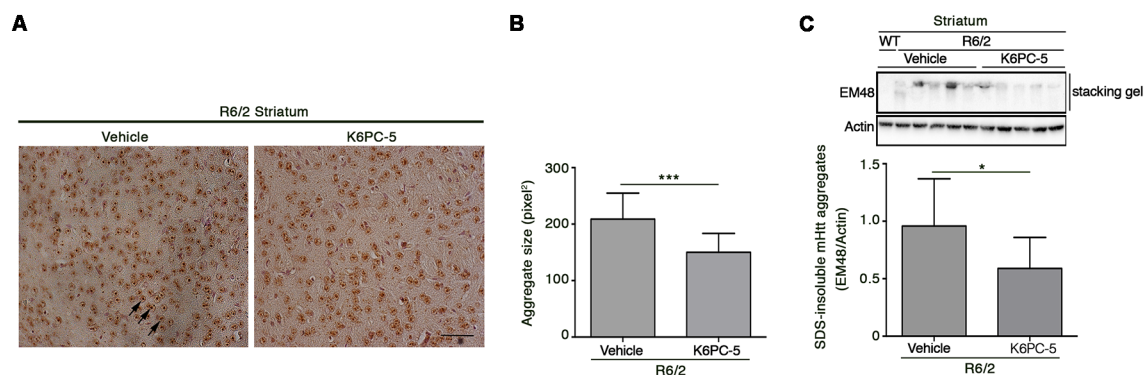 A
R6/2 Striatum
Vehicle K6PC-5
B
300
200
100
0
Aggregate size (pixel²)
***
Vehicle K6PC-5
R6/2
C
Striatum
WT R6/2
Vehicle K6PC-5
EM48 stacking gel
Actin
1.5
1.0
0.5
0
SDS-insoluble mHtt aggregates
(EM48/Actin)
*
Vehicle K6PC-5
R6/2